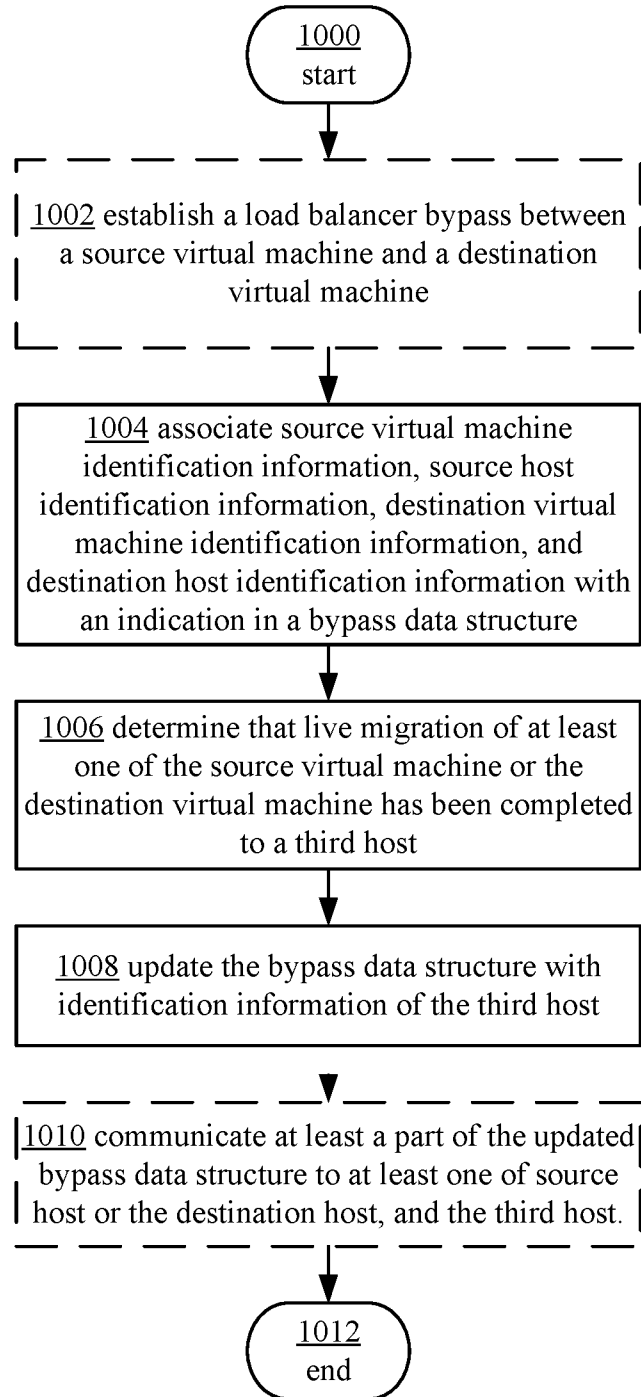 1000
start
1002 establish a load balancer bypass between
a source virtual machine and a destination
virtual machine
1004 associate source virtual machine
identification information, source host
identification information, destination virtual
machine identification information, and
destination host identification information with
an indication in a bypass data structure
1006 determine that live migration of at least
one of the source virtual machine or the
destination virtual machine has been completed
to a third host
1008 update the bypass data structure with
identification information of the third host
1010 communicate at least a part of the updated
bypass data structure to at least one of source
host or the destination host, and the third host.
1012
end